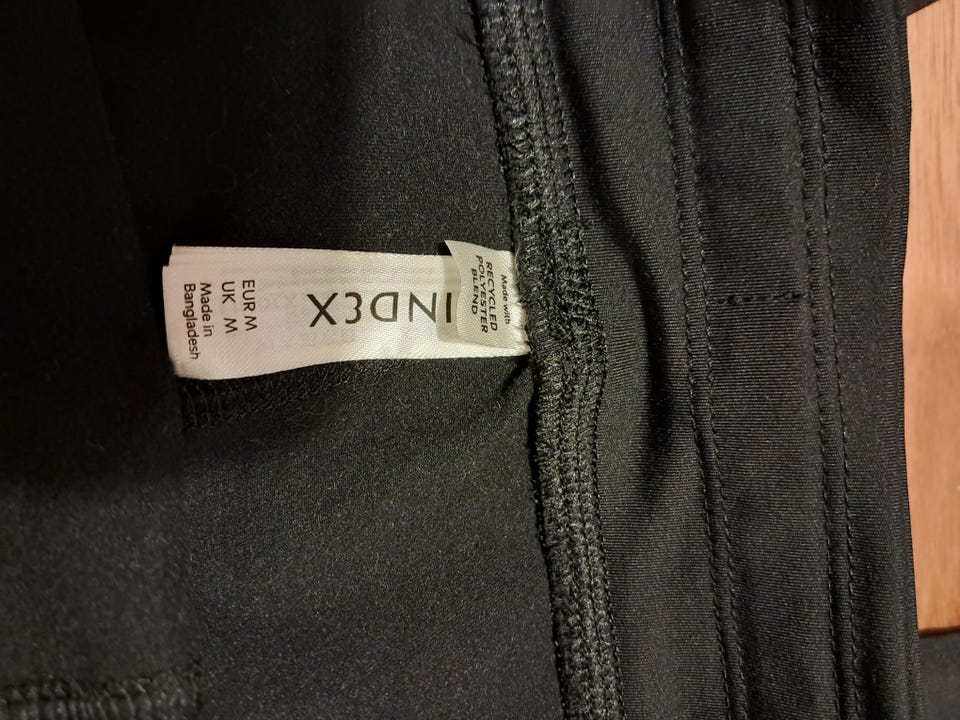 Made with
RECYCLED
POLYESTER
BLEND
INDEX
EUR M
UK M
Made in
Bangladesh